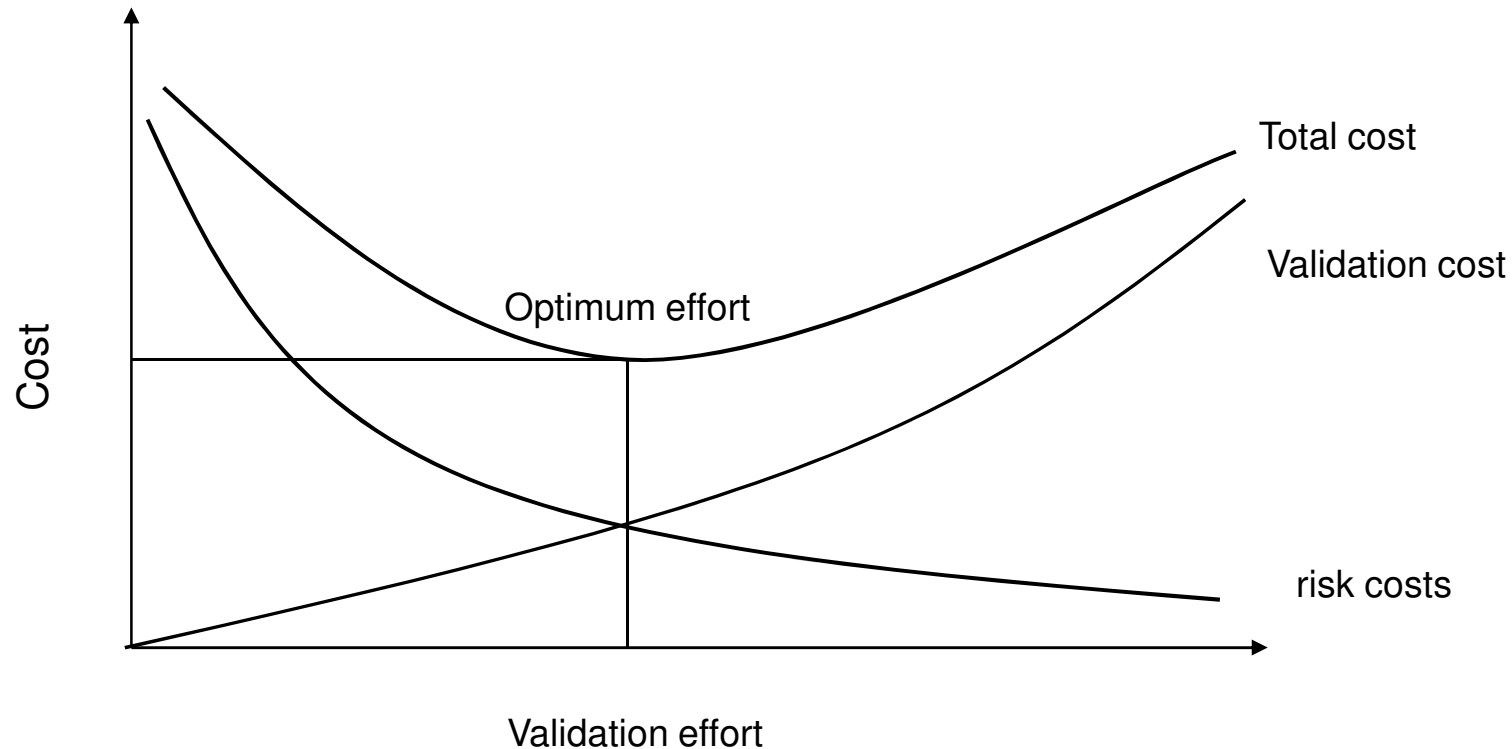 Total cost
Validation cost
Optimum effort
Cost
risk costs
Validation effort